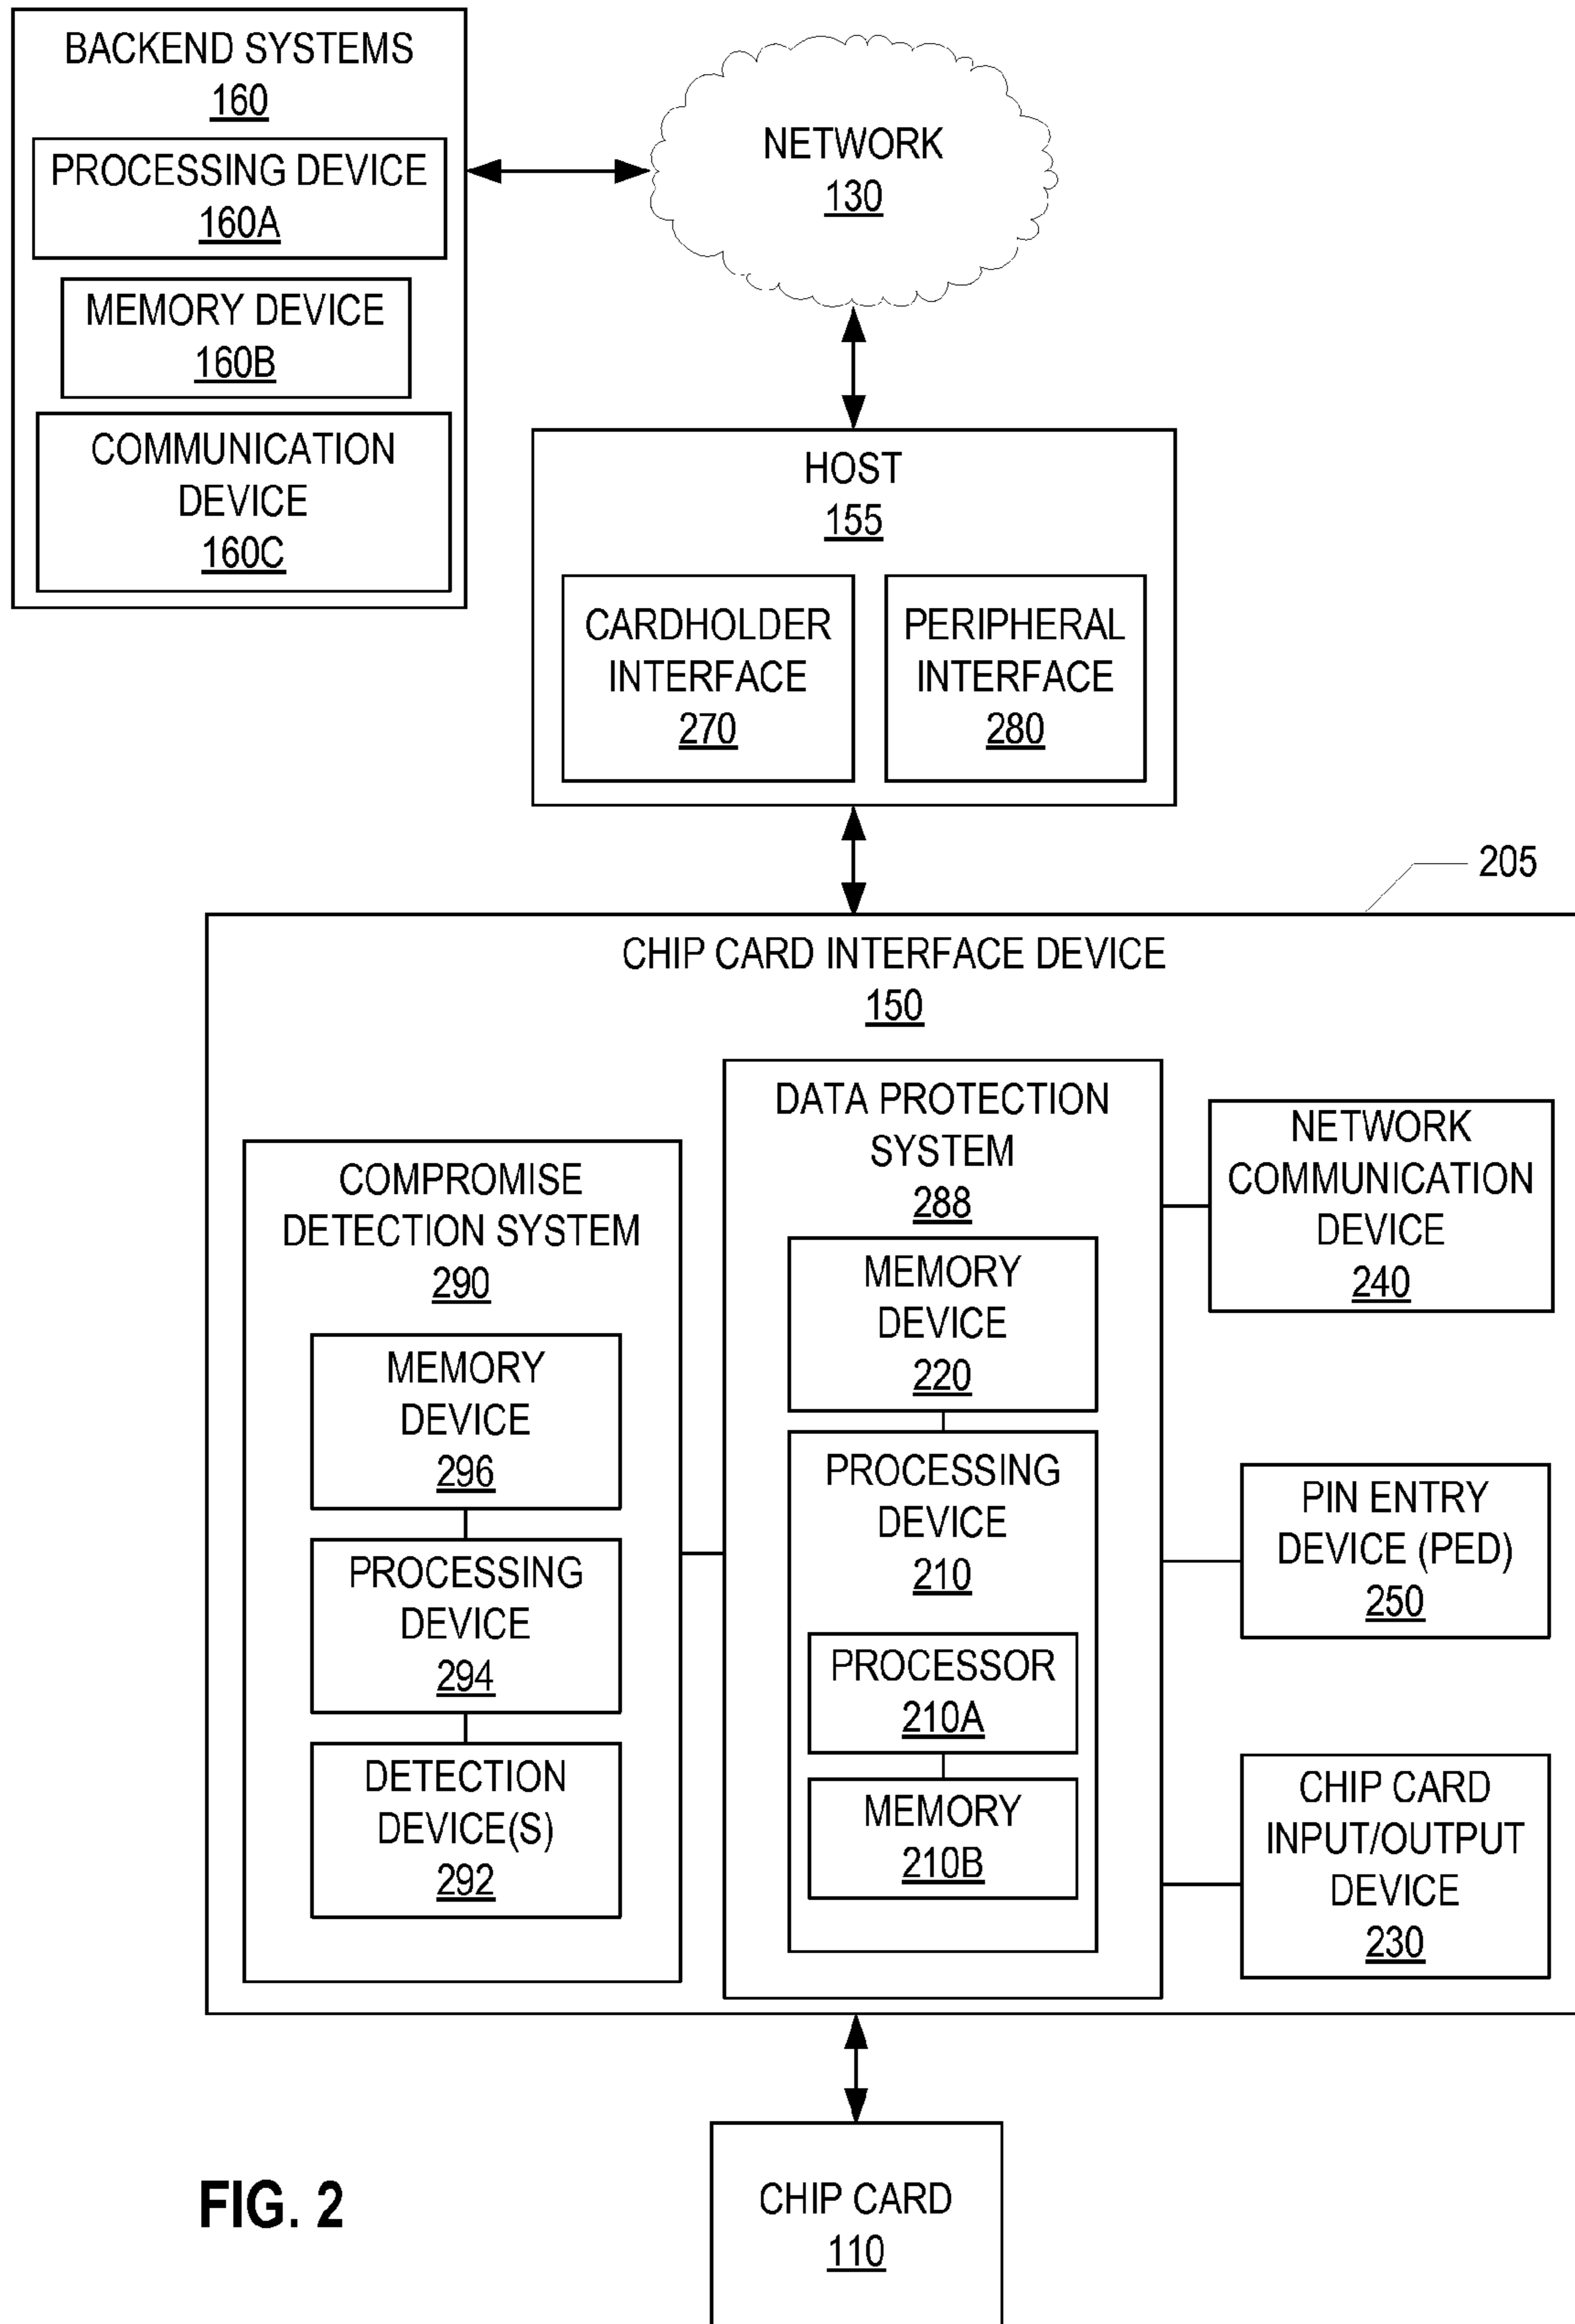 BACKEND SYSTEMS
160
PROCESSING DEVICE
160A
MEMORY DEVICE
160B
COMMUNICATION
DEVICE
160C
NETWORK
130
HOST
155
CARDHOLDER
INTERFACE
270
PERIPHERAL
INTERFACE
280
205
CHIP CARD INTERFACE DEVICE
150
COMPROMISE
DETECTION SYSTEM
290
MEMORY
DEVICE
296
PROCESSING
DEVICE
294
DETECTION
DEVICE(S)
292
DATA PROTECTION
SYSTEM
288
MEMORY
DEVICE
220
PROCESSING
DEVICE
210
PROCESSOR
210A
MEMORY
210B
NETWORK
COMMUNICATION
DEVICE
240
PIN ENTRY
DEVICE (PED)
250
CHIP CARD
INPUT/OUTPUT
DEVICE
230
CHIP CARD
110
FIG. 2